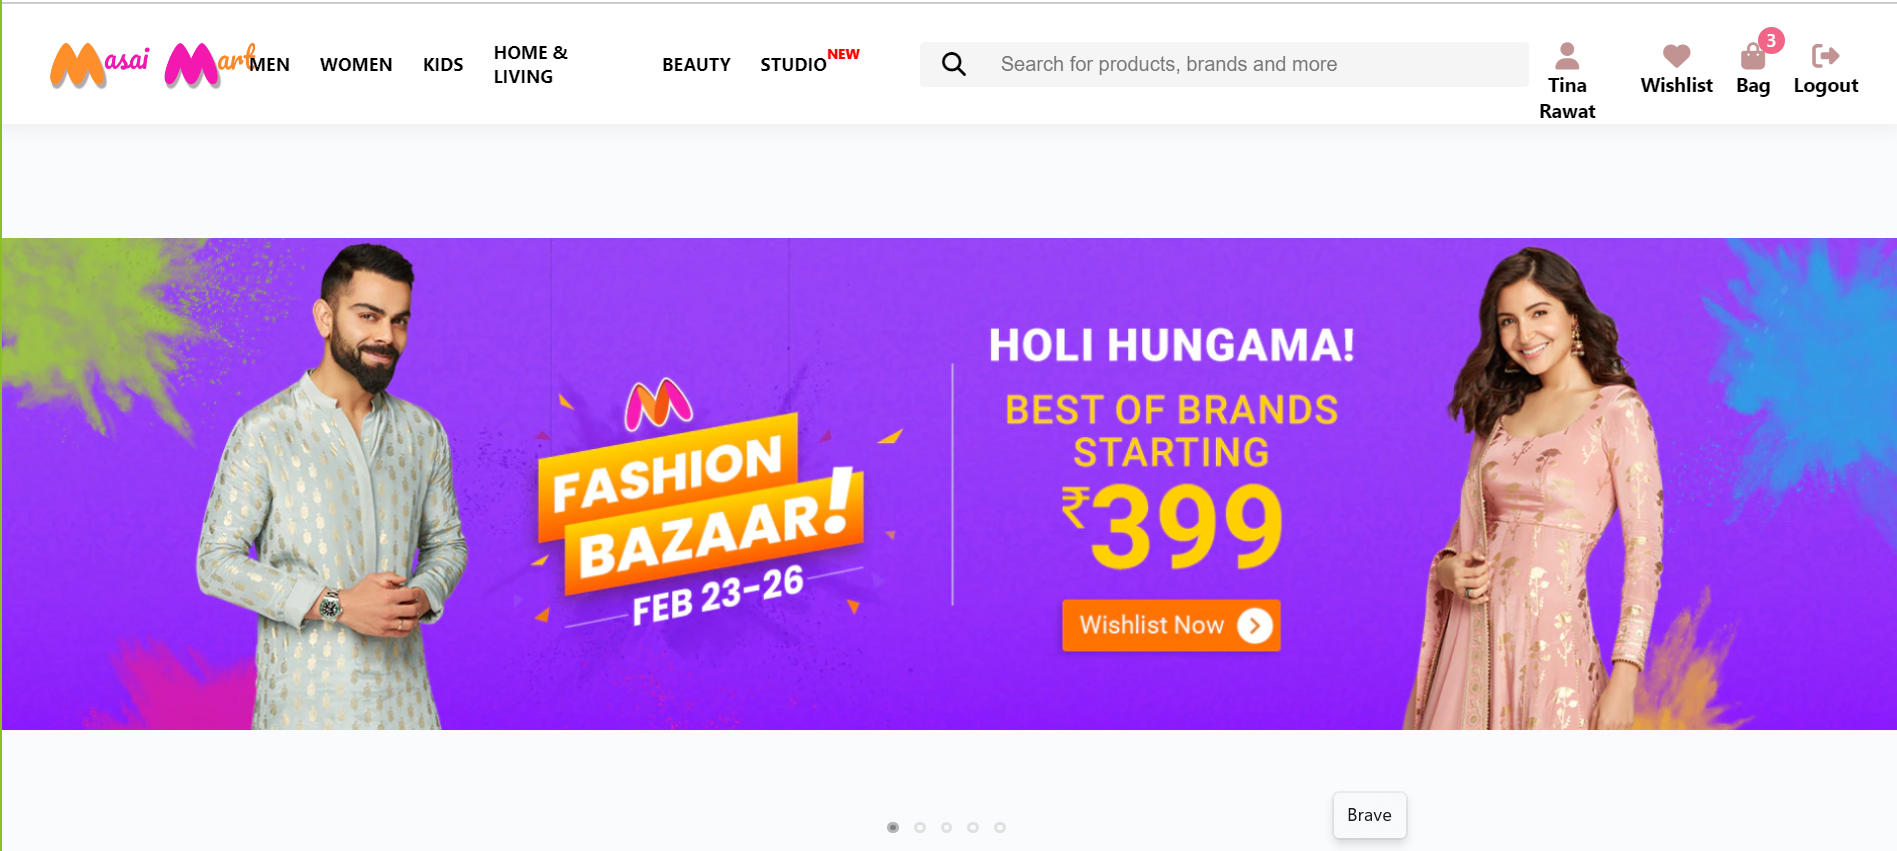 Masai Mart
MEN
WOMEN
KIDS
HOME &
LIVING
BEAUTY
STUDIO NEW
Search for products, brands and more
Tina
Rawat
Wishlist
3
Bag
Logout
FASHION
BAZAAR!
FEB 23-26
HOLI HUNGAMA!
BEST OF BRANDS
STARTING
₹399
Wishlist Now
Brave